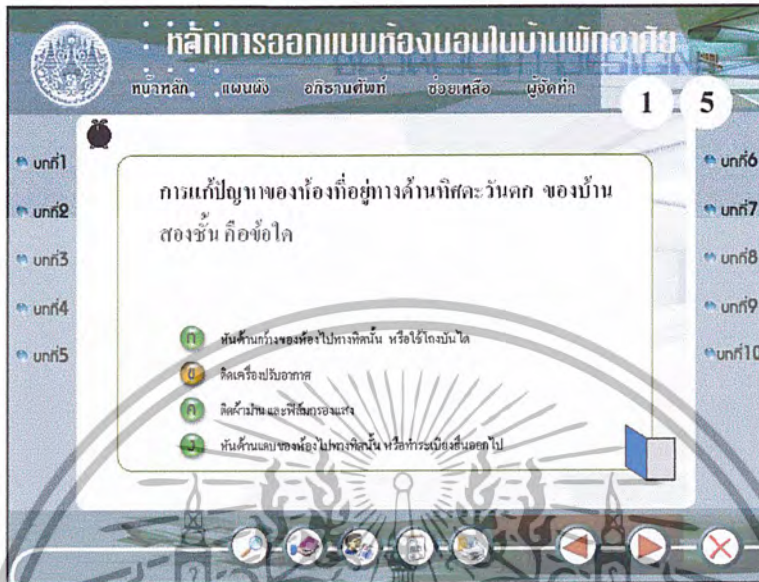 หลักการออกแบบห้องนอนในบ้านพักอาศัย
หน้าหลัก แผนผัง อภิธานศัพท์ ช่วยเหลือ ผู้จัดทำ
1 5
บทที่1
บทที่2
บทที่3
บทที่4
บทที่5
การแก้ปัญหาของห้องที่อยู่ทางด้านทิศตะวันตก ของบ้าน
สองชั้น คือข้อใด
ก หันด้านกว้างของห้องไปทางทิศนั้น หรือใช้โถงบันได
ข ติดเครื่องปรับอากาศ
ค ติดผ้าม่าน และฟิล์มกรองแสง
ง หันด้านแคบของห้องไปทางทิศนั้น หรือทำระเบียงยื่นออกไป
บทที่6
บทที่7
บทที่8
บทที่9
บทที่10